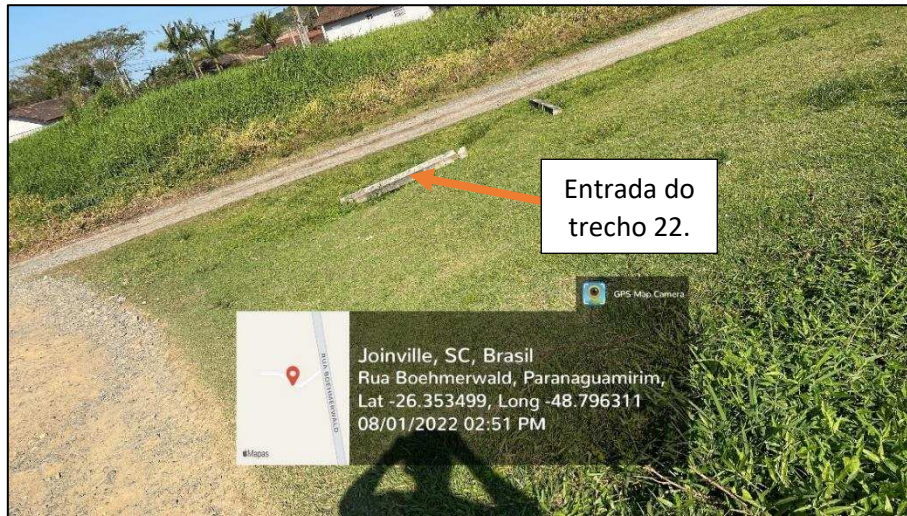 Entrada do
trecho 22.
GPS Map Camera
Joinville, SC, Brasil
Rua Boehmerwald, Paranaguamirim,
Lat -26.353499, Long -48.796311
08/01/2022 02:51 PM
RUA BOEHMERWALD
Mapas